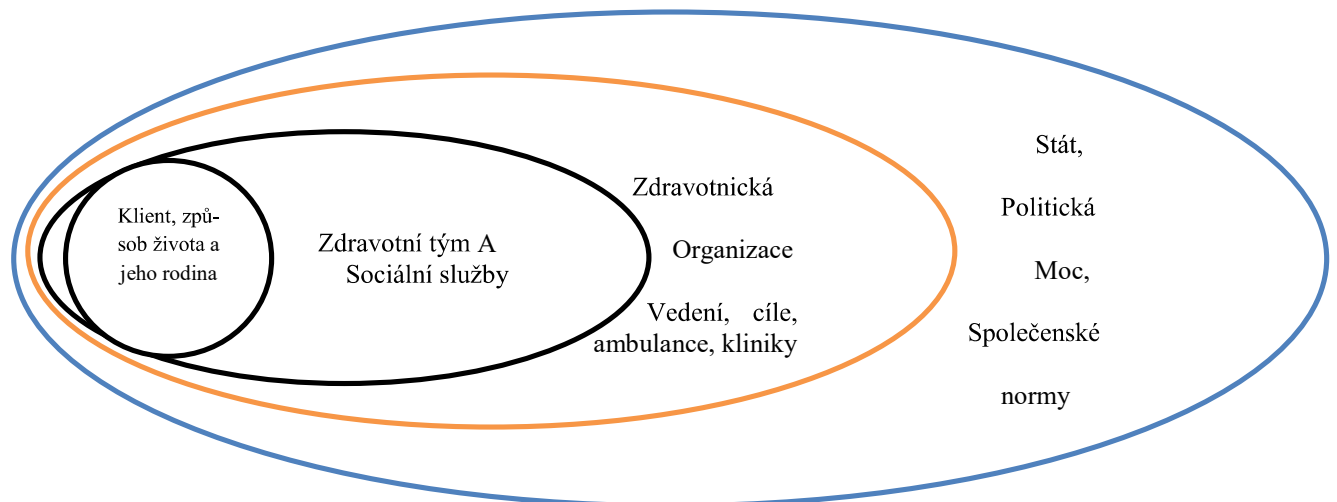 Klient, způ-
sob života a
jeho rodina
Zdravotní tým A
Sociální služby
Zdravotnická
Organizace
Vedení, cíle,
ambulance, kliniky
Stát,
Politická
Moc,
Společenské
normy